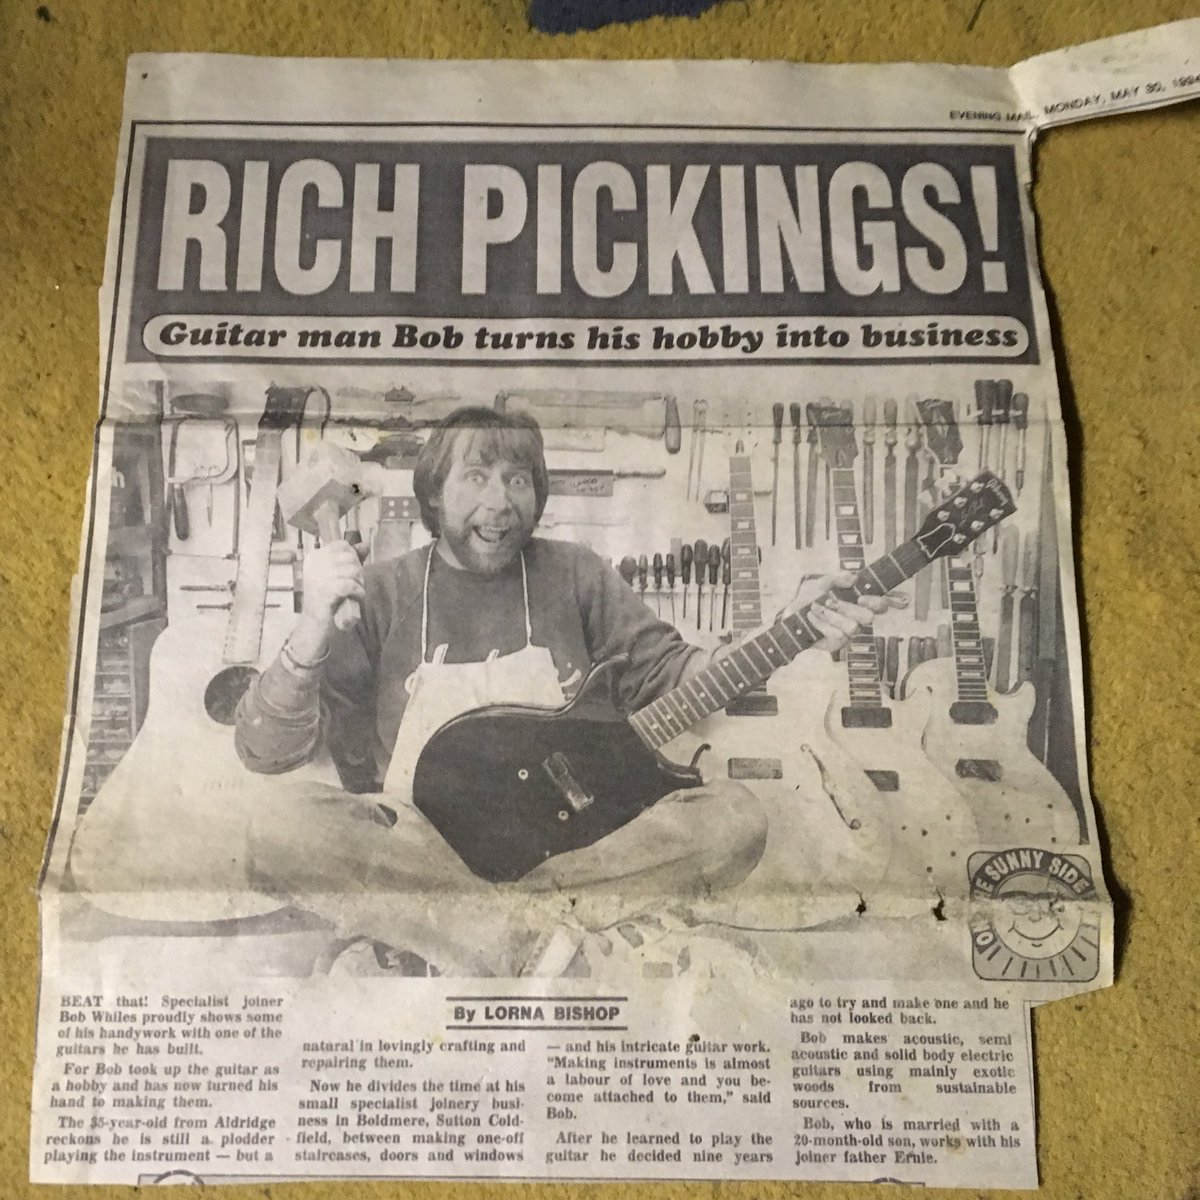 EVENING MAIL, MONDAY, MAY 30, 1994
RICH PICKINGS!
Guitar man Bob turns his hobby into business
Gibson
ON THE SUNNY SIDE
BEAT that! Specialist joiner
Bob Whiles proudly shows some
of his handywork with one of the
guitars he has built.
For Bob took up the guitar as
a hobby and has now turned his
hand to making them.
The 35-year-old from Aldridge
reckons he is still a plodder
playing the instrument — but a
By LORNA BISHOP
natural in lovingly crafting and
repairing them.
Now he divides the time at his
small specialist joinery busi-
ness in Boldmere, Sutton Cold-
field, between making one-off
staircases, doors and windows
— and his intricate guitar work.
"Making instruments is almost
a labour of love and you be-
come attached to them," said
Bob.
After he learned to play the
guitar he decided nine years
ago to try and make one and he
has not looked back.
Bob makes acoustic, semi
acoustic and solid body electric
guitars using mainly exotic
woods from sustainable
sources.
Bob, who is married with a
20-month-old son, works with his
joiner father Ernie.